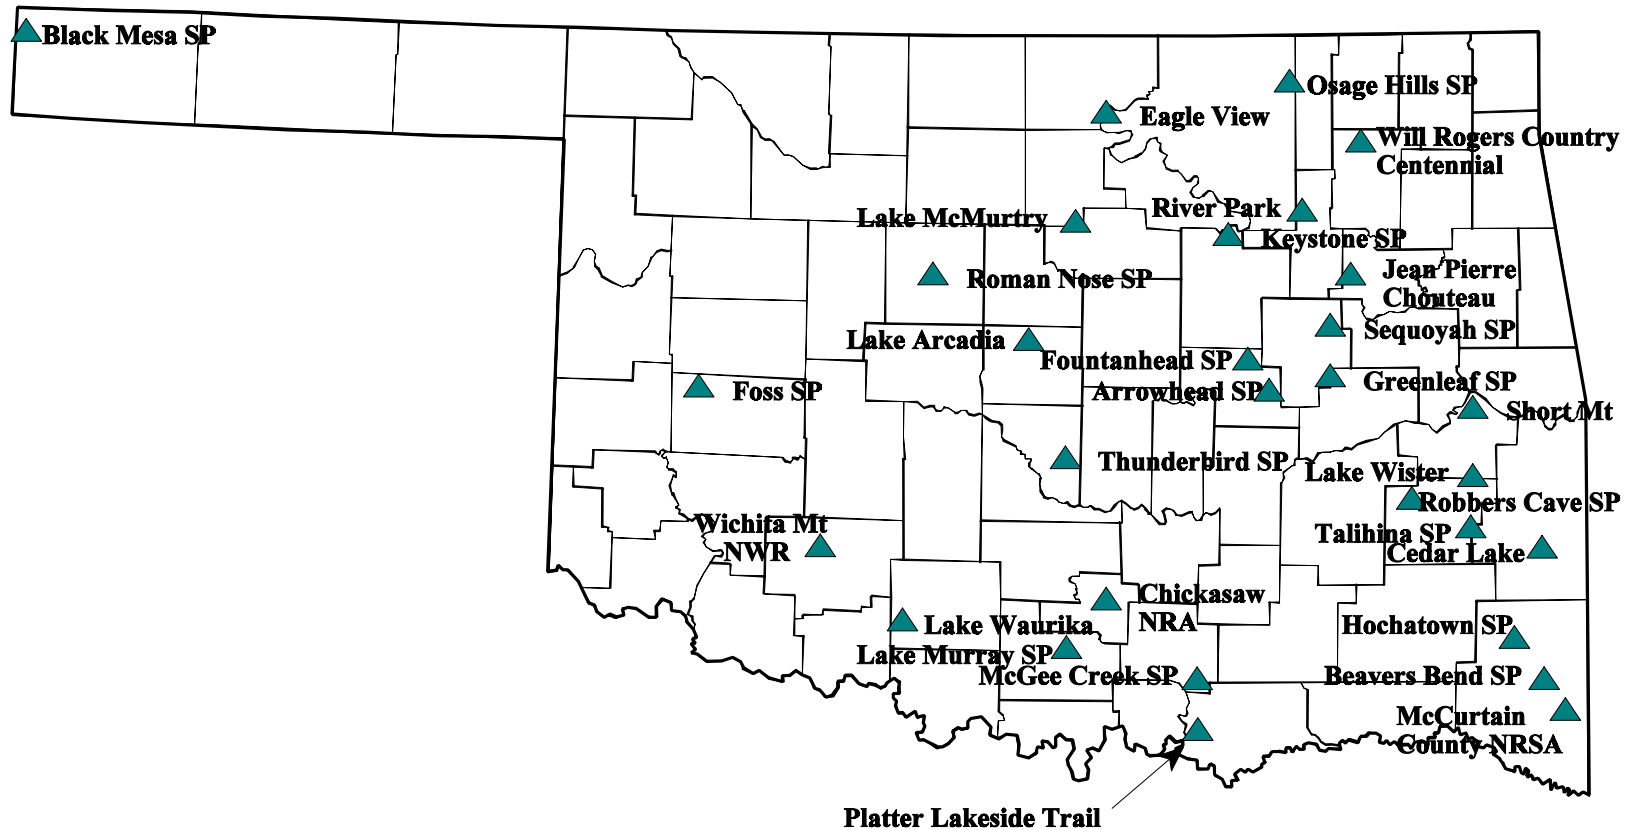 Black Mesa SP
Osage Hills SP
Eagle View
Will Rogers Country
Centennial
River Park
Lake McMurtry
Keystone SP
Roman Nose SP
Jean Pierre
Chouteau
Sequoyah SP
Lake Arcadia
Fountanhead SP
Foss SP
Arrowhead SP
Greenleaf SP
Short Mt
Thunderbird SP
Lake Wister
Robbers Cave SP
Wichita Mt
NWR
Talihina SP
Cedar Lake
Chickasaw
NRA
Lake Waurika
Hochatown SP
Lake Murray SP
McGee Creek SP
Beavers Bend SP
McCurtain
County NRSA
Platter Lakeside Trail